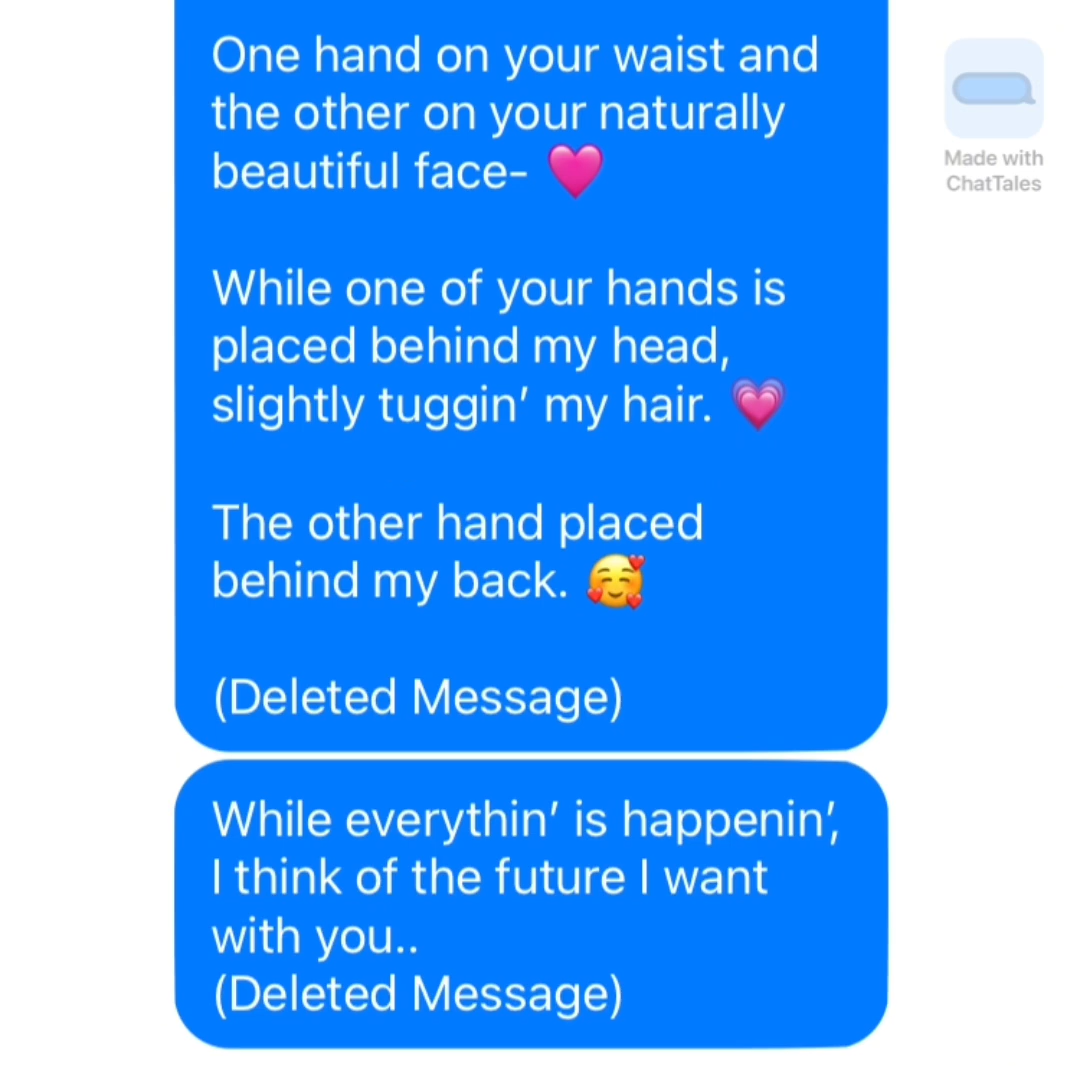 One hand on your waist and
the other on your naturally
beautiful face- 💗
While one of your hands is
placed behind my head,
slightly tuggin’ my hair. 💗
The other hand placed
behind my back. 🥰
(Deleted Message)
While everythin’ is happenin’,
I think of the future I want
with you..
(Deleted Message)
Made with
ChatTales